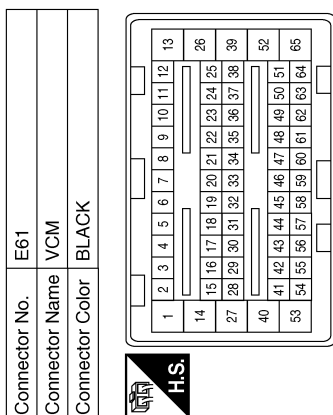 Connector No. E61
Connector Name VCM
Connector Color BLACK
H.S.
1 2 3 4 5 6 7 8 9 10 11 12 13
14 15 16 17 18 19 20 21 22 23 24 25 26
27 28 29 30 31 32 33 34 35 36 37 38 39
40 41 42 43 44 45 46 47 48 49 50 51 52
53 54 55 56 57 58 59 60 61 62 63 64 65